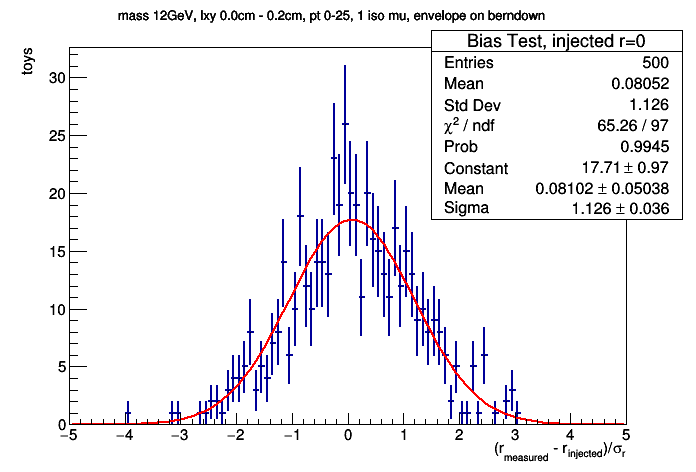 mass 12GeV, lxy 0.0cm - 0.2cm, pt 0-25, 1 iso mu, envelope on berndown
toys
Bias Test, injected r=0
Entries 500
Mean 0.08052
Std Dev 1.126
χ² / ndf 65.26 / 97
Prob 0.9945
Constant 17.71 ± 0.97
Mean 0.08102 ± 0.05038
Sigma 1.126 ± 0.036
30
25
20
15
10
5
0
−5 −4 −3 −2 −1 0 1 2 3 4 5
(r_measured - r_injected)/σ_r